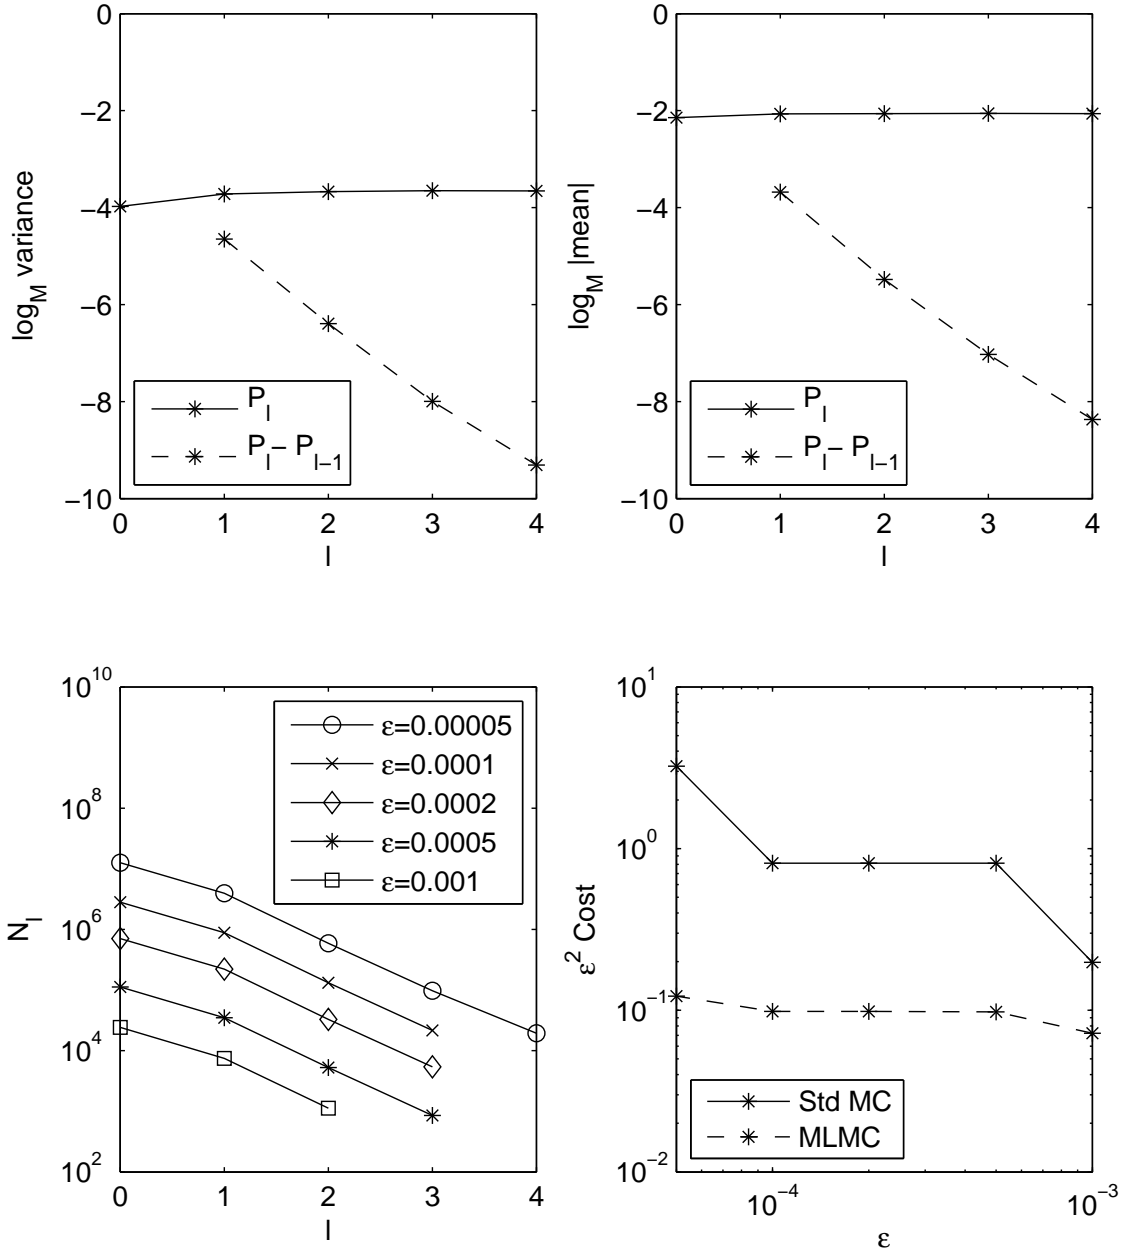 0
−2
−4
−6
−8
−10
log_M variance
P_l
P_l − P_{l−1}
0 1 2 3 4
l
0
−2
−4
−6
−8
−10
log_M |mean|
P_l
P_l − P_{l−1}
0 1 2 3 4
l
10^10
10^8
10^6
10^4
10^2
N_l
ε=0.00005
ε=0.0001
ε=0.0002
ε=0.0005
ε=0.001
0 1 2 3 4
l
10^1
10^0
10^−1
10^−2
ε^2 Cost
Std MC
MLMC
10^−4 10^−3
ε